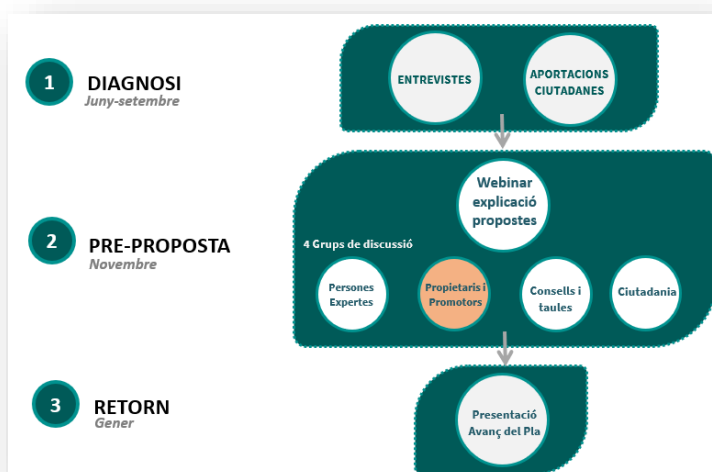 1
DIAGNOSI
Juny-setembre
ENTREVISTES
APORTACIONS
CIUTADANES
2
PRE-PROPOSTA
Novembre
Webinar
explicació
propostes
4 Grups de discussió
Persones
Expertes
Propietaris i
Promotors
Consells i
taules
Ciutadania
3
RETORN
Gener
Presentació
Avanç del Pla